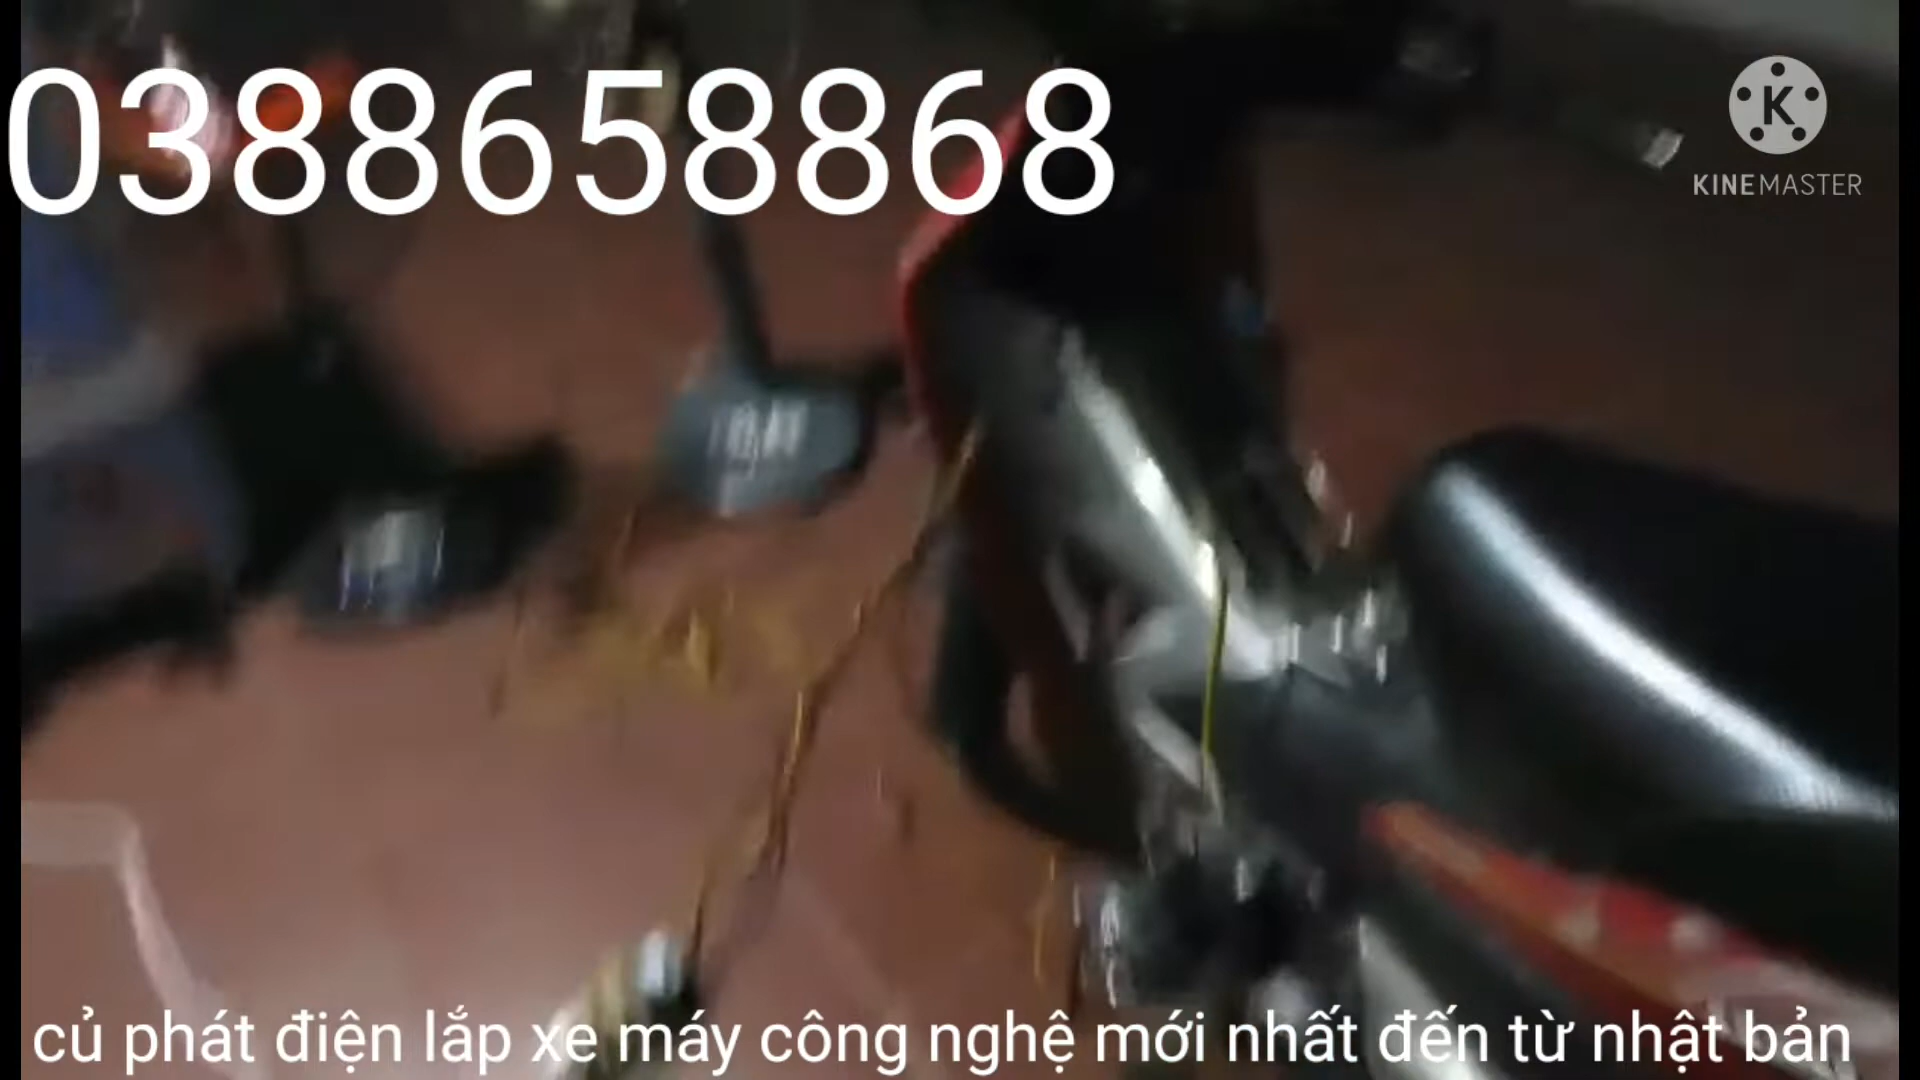 0388658868
K
KINEMASTER
củ phát điện lắp xe máy công nghệ mới nhất đến từ nhật bản